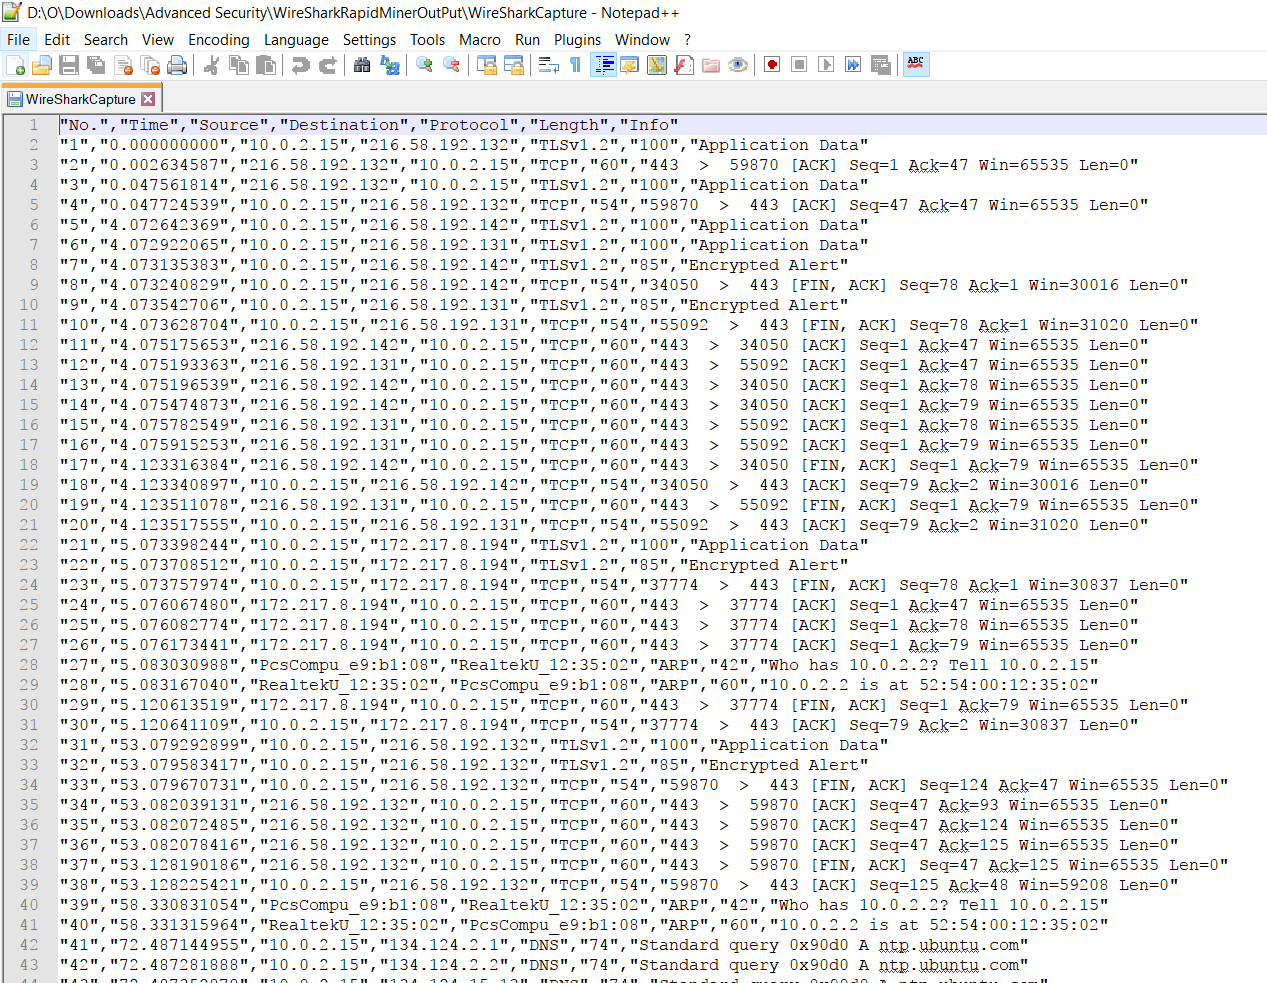 D:\O\Downloads\Advanced Security\WireSharkRapidMinerOutPut\WireSharkCapture - Notepad++
File Edit Search View Encoding Language Settings Tools Macro Run Plugins Window ?
ABC
WireSharkCapture
1 "No.","Time","Source","Destination","Protocol","Length","Info"
2 "1","0.000000000","10.0.2.15","216.58.192.132","TLSv1.2","100","Application Data"
3 "2","0.002634587","216.58.192.132","10.0.2.15","TCP","60","443 > 59870 [ACK] Seq=1 Ack=47 Win=65535 Len=0"
4 "3","0.047561814","216.58.192.132","10.0.2.15","TLSv1.2","100","Application Data"
5 "4","0.047724539","10.0.2.15","216.58.192.132","TCP","54","59870 > 443 [ACK] Seq=47 Ack=47 Win=65535 Len=0"
6 "5","4.072642369","10.0.2.15","216.58.192.142","TLSv1.2","100","Application Data"
7 "6","4.072922065","10.0.2.15","216.58.192.131","TLSv1.2","100","Application Data"
8 "7","4.073135383","10.0.2.15","216.58.192.142","TLSv1.2","85","Encrypted Alert"
9 "8","4.073240829","10.0.2.15","216.58.192.142","TCP","54","34050 > 443 [FIN, ACK] Seq=78 Ack=1 Win=30016 Len=0"
10 "9","4.073542706","10.0.2.15","216.58.192.131","TLSv1.2","85","Encrypted Alert"
11 "10","4.073628704","10.0.2.15","216.58.192.131","TCP","54","55092 > 443 [FIN, ACK] Seq=78 Ack=1 Win=31020 Len=0"
12 "11","4.075175653","216.58.192.142","10.0.2.15","TCP","60","443 > 34050 [ACK] Seq=1 Ack=47 Win=65535 Len=0"
13 "12","4.075193363","216.58.192.131","10.0.2.15","TCP","60","443 > 55092 [ACK] Seq=1 Ack=47 Win=65535 Len=0"
14 "13","4.075196539","216.58.192.142","10.0.2.15","TCP","60","443 > 34050 [ACK] Seq=1 Ack=78 Win=65535 Len=0"
15 "14","4.075474873","216.58.192.142","10.0.2.15","TCP","60","443 > 34050 [ACK] Seq=1 Ack=79 Win=65535 Len=0"
16 "15","4.075782549","216.58.192.131","10.0.2.15","TCP","60","443 > 55092 [ACK] Seq=1 Ack=78 Win=65535 Len=0"
17 "16","4.075915253","216.58.192.131","10.0.2.15","TCP","60","443 > 55092 [ACK] Seq=1 Ack=79 Win=65535 Len=0"
18 "17","4.123316384","216.58.192.142","10.0.2.15","TCP","60","443 > 34050 [FIN, ACK] Seq=1 Ack=79 Win=65535 Len=0"
19 "18","4.123340897","10.0.2.15","216.58.192.142","TCP","54","34050 > 443 [ACK] Seq=79 Ack=2 Win=30016 Len=0"
20 "19","4.123511078","216.58.192.131","10.0.2.15","TCP","60","443 > 55092 [FIN, ACK] Seq=1 Ack=79 Win=65535 Len=0"
21 "20","4.123517555","10.0.2.15","216.58.192.131","TCP","54","55092 > 443 [ACK] Seq=79 Ack=2 Win=31020 Len=0"
22 "21","5.073398244","10.0.2.15","172.217.8.194","TLSv1.2","100","Application Data"
23 "22","5.073708512","10.0.2.15","172.217.8.194","TLSv1.2","85","Encrypted Alert"
24 "23","5.073757974","10.0.2.15","172.217.8.194","TCP","54","37774 > 443 [FIN, ACK] Seq=78 Ack=1 Win=30837 Len=0"
25 "24","5.076067480","172.217.8.194","10.0.2.15","TCP","60","443 > 37774 [ACK] Seq=1 Ack=47 Win=65535 Len=0"
26 "25","5.076082774","172.217.8.194","10.0.2.15","TCP","60","443 > 37774 [ACK] Seq=1 Ack=78 Win=65535 Len=0"
27 "26","5.076173441","172.217.8.194","10.0.2.15","TCP","60","443 > 37774 [ACK] Seq=1 Ack=79 Win=65535 Len=0"
28 "27","5.083030988","PcsCompu_e9:b1:08","RealtekU_12:35:02","ARP","42","Who has 10.0.2.2? Tell 10.0.2.15"
29 "28","5.083167040","RealtekU_12:35:02","PcsCompu_e9:b1:08","ARP","60","10.0.2.2 is at 52:54:00:12:35:02"
30 "29","5.120613519","172.217.8.194","10.0.2.15","TCP","60","443 > 37774 [FIN, ACK] Seq=1 Ack=79 Win=65535 Len=0"
31 "30","5.120641109","10.0.2.15","172.217.8.194","TCP","54","37774 > 443 [ACK] Seq=79 Ack=2 Win=30837 Len=0"
32 "31","53.079292899","10.0.2.15","216.58.192.132","TLSv1.2","100","Application Data"
33 "32","53.079583417","10.0.2.15","216.58.192.132","TLSv1.2","85","Encrypted Alert"
34 "33","53.079670731","10.0.2.15","216.58.192.132","TCP","54","59870 > 443 [FIN, ACK] Seq=124 Ack=47 Win=65535 Len=0"
35 "34","53.082039131","216.58.192.132","10.0.2.15","TCP","60","443 > 59870 [ACK] Seq=47 Ack=93 Win=65535 Len=0"
36 "35","53.082072485","216.58.192.132","10.0.2.15","TCP","60","443 > 59870 [ACK] Seq=47 Ack=124 Win=65535 Len=0"
37 "36","53.082078416","216.58.192.132","10.0.2.15","TCP","60","443 > 59870 [ACK] Seq=47 Ack=125 Win=65535 Len=0"
38 "37","53.128190186","216.58.192.132","10.0.2.15","TCP","60","443 > 59870 [FIN, ACK] Seq=47 Ack=125 Win=65535 Len=0"
39 "38","53.128225421","10.0.2.15","216.58.192.132","TCP","54","59870 > 443 [ACK] Seq=125 Ack=48 Win=59208 Len=0"
40 "39","58.330831054","PcsCompu_e9:b1:08","RealtekU_12:35:02","ARP","42","Who has 10.0.2.2? Tell 10.0.2.15"
41 "40","58.331315964","RealtekU_12:35:02","PcsCompu_e9:b1:08","ARP","60","10.0.2.2 is at 52:54:00:12:35:02"
42 "41","72.487144955","10.0.2.15","134.124.2.1","DNS","74","Standard query 0x90d0 A ntp.ubuntu.com"
43 "42","72.487281888","10.0.2.15","134.124.2.2","DNS","74","Standard query 0x90d0 A ntp.ubuntu.com"